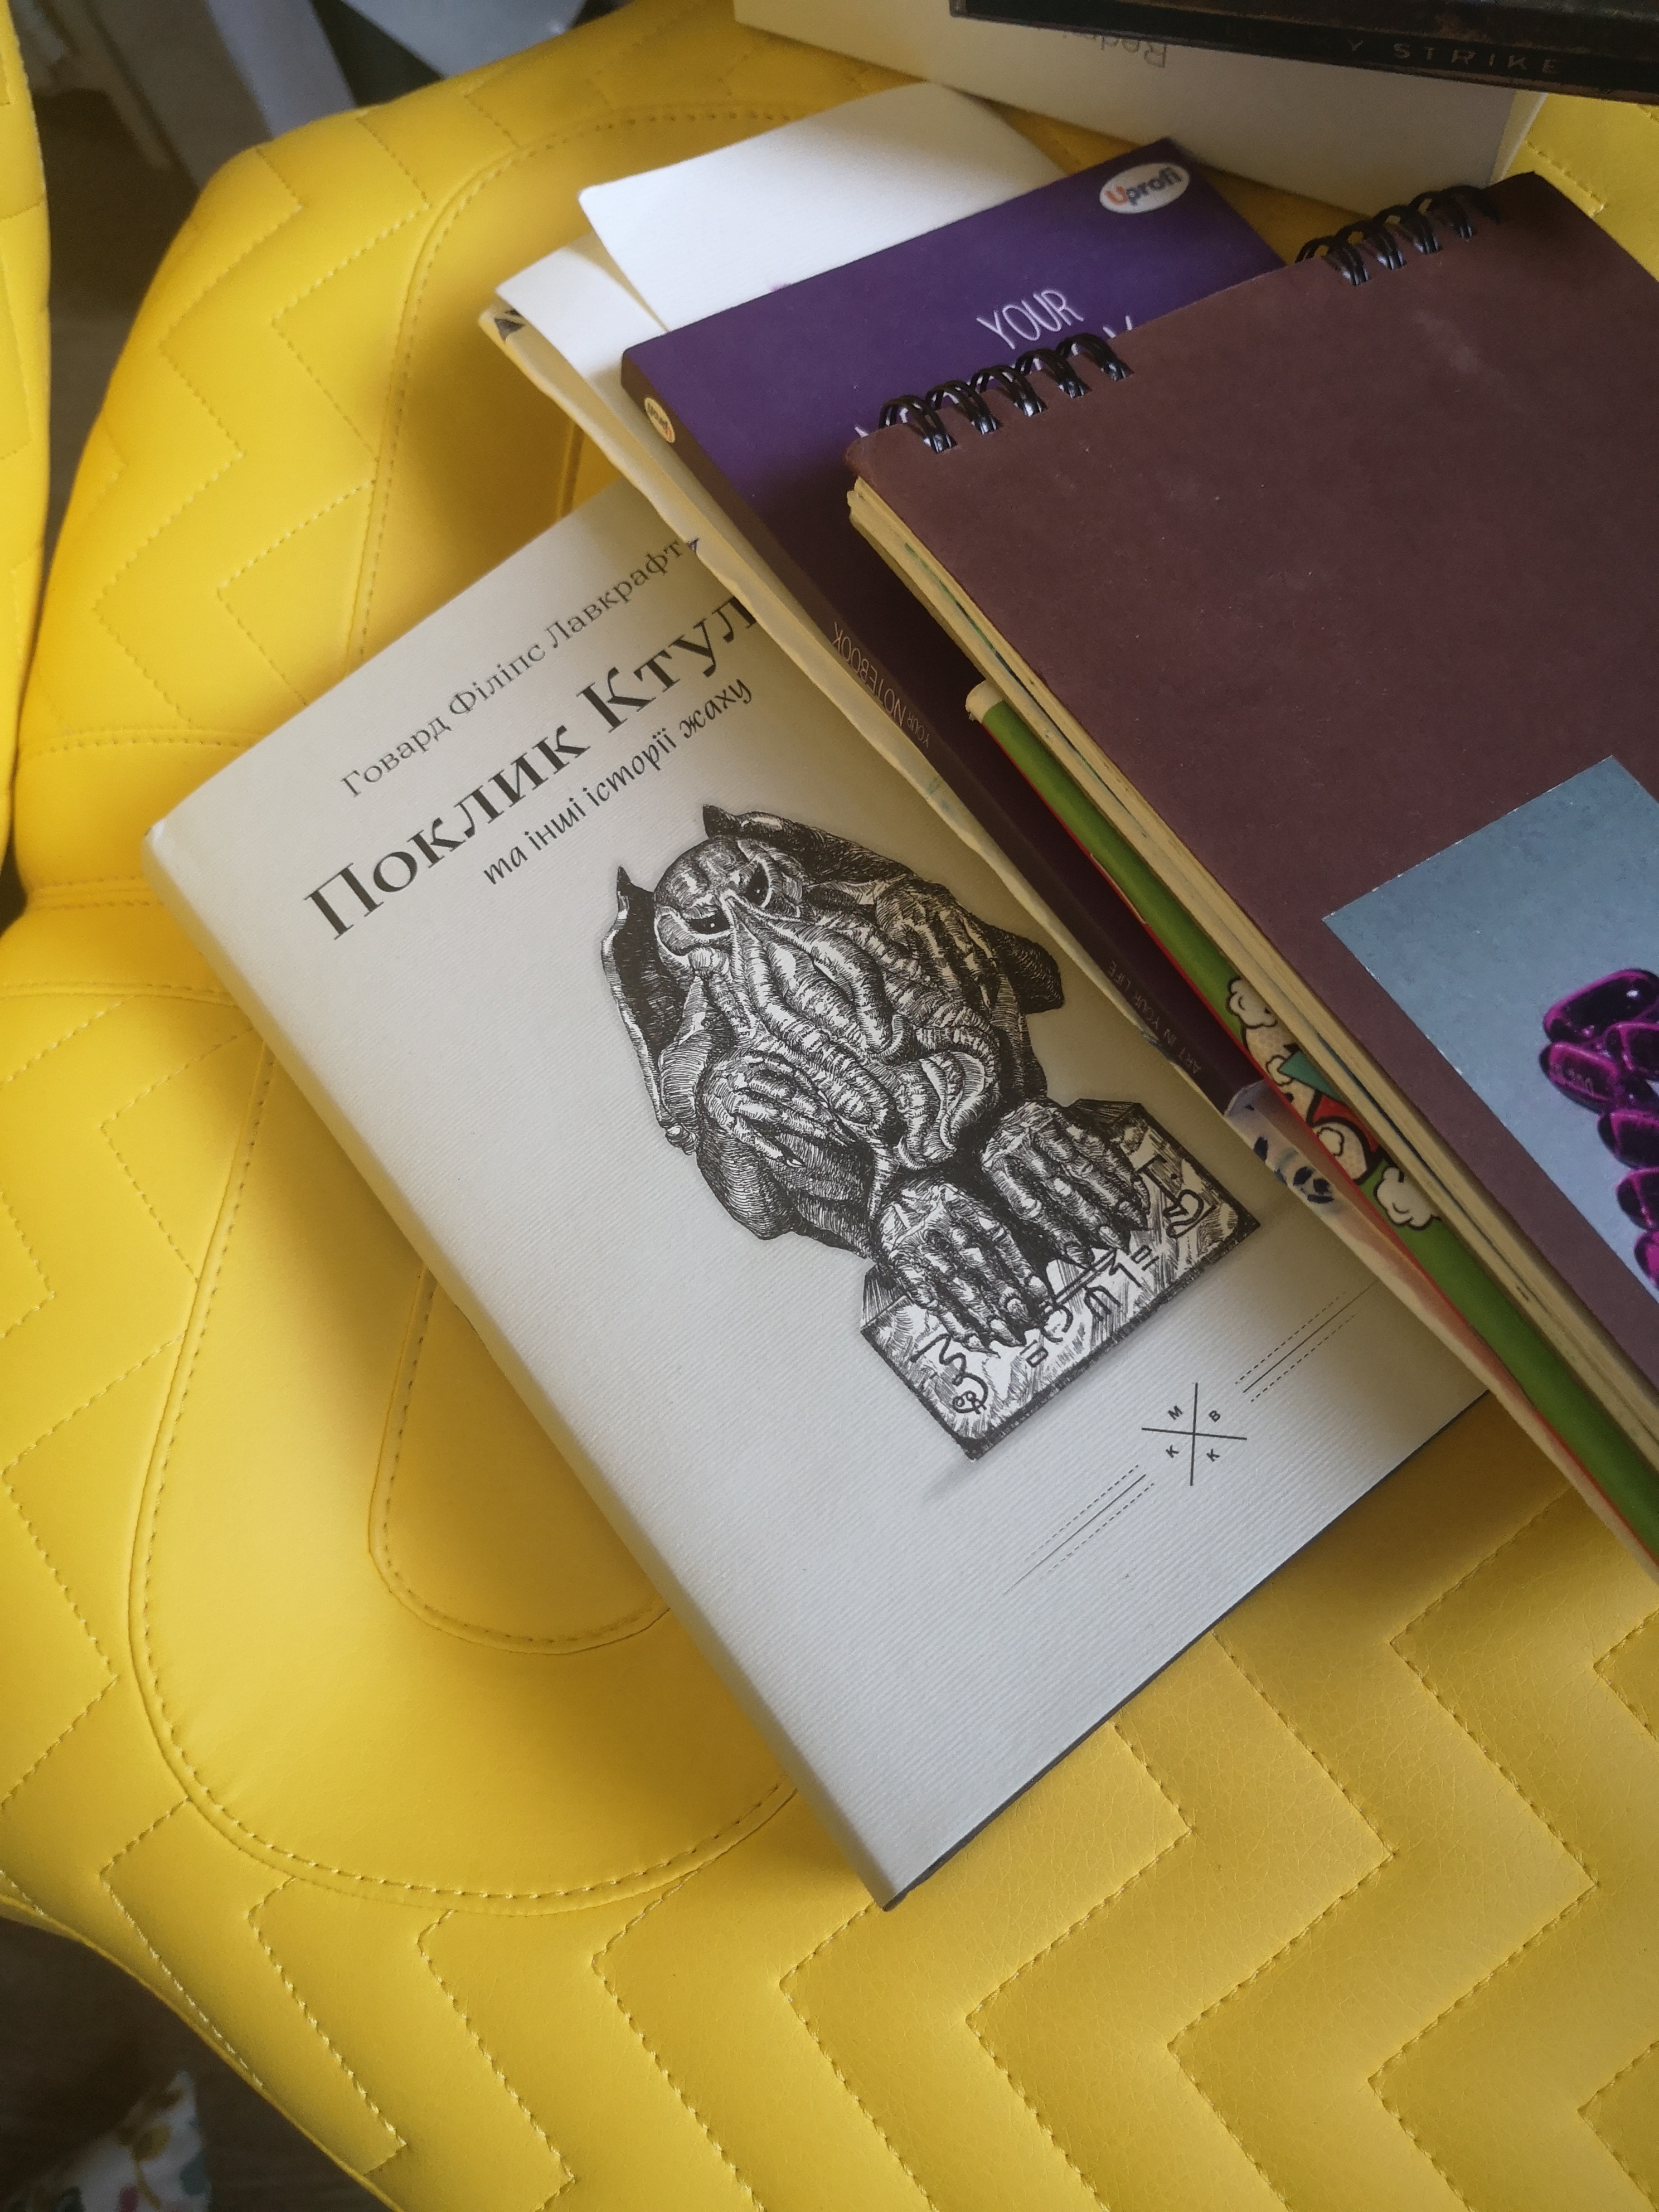 STRIKE
Uprofi
YOUR
YOUR NOTEBOOK
ART IN YOUR LIFE
Говард Філіпс Лавкрафт
Поклик Ктул
та інші історії жаху
М В
К К